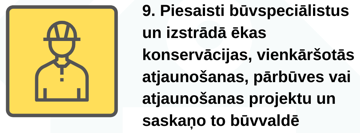 9. Piesaisti būvspeciālistus
un izstrādā ēkas
konservācijas, vienkāršotās
atjaunošanas, pārbūves vai
atjaunošanas projektu un
saskaņo to būvvaldē